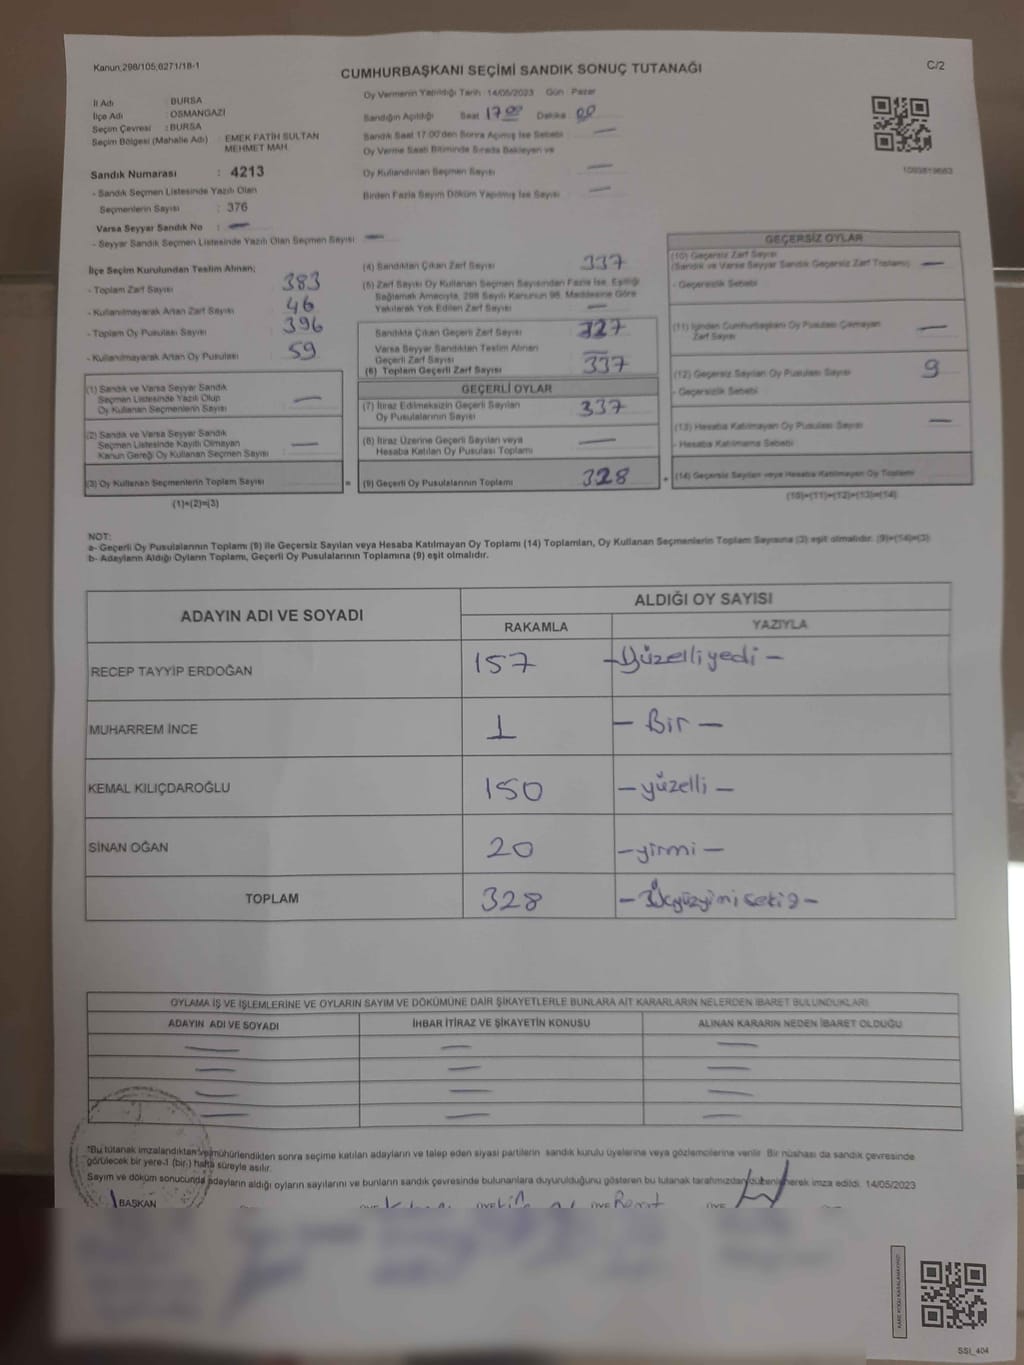 Kanun:298/105;6271/18-1
C/2
CUMHURBAŞKANI SEÇİMİ SANDIK SONUÇ TUTANAĞI
İl Adı : BURSA
İlçe Adı : OSMANGAZİ
Seçim Çevresi : BURSA
Seçim Bölgesi (Mahalle Adı) : EMEK FATİH SULTAN
MEHMET MAH.
Sandık Numarası : 4213
- Sandık Seçmen Listesinde Yazılı Olan
Seçmenlerin Sayısı : 376
Varsa Seyyar Sandık No : —
- Seyyar Sandık Seçmen Listesinde Yazılı Olan Seçmen Sayısı : —
Oy Vermenin Yapıldığı Tarih : 14/05/2023 Gün : Pazar
Sandığın Açıldığı Saat 17:00 Dakika : 00
Sandık Saat 17:00'den Sonra Açılmış İse Sebebi : —
Oy Verme Saati Bitiminde Sırada Bekleyen ve
Oy Kullandırılan Seçmen Sayısı : —
Birden Fazla Sayım Döküm Yapılmış İse Sayısı : —
İlçe Seçim Kurulundan Teslim Alınan;
- Toplam Zarf Sayısı : 383
- Kullanılmayarak Artan Zarf Sayısı : 46
- Toplam Oy Pusulası Sayısı : 396
- Kullanılmayarak Artan Oy Pusulası : 59
(1) Sandık ve Varsa Seyyar Sandık
Seçmen Listesinde Yazılı Olup
Oy Kullanan Seçmenlerin Sayısı : —
(2) Sandık ve Varsa Seyyar Sandık
Seçmen Listesinde Kayıtlı Olmayan
Kanun Gereği Oy Kullanan Seçmen Sayısı : —
(3) Oy Kullanan Seçmenlerin Toplam Sayısı
(1)+(2)=(3)
(4) Sandıktan Çıkan Zarf Sayısı : 337
(5) Zarf Sayısı Oy Kullanan Seçmen Sayısından Fazla İse, Eşitliği
Sağlamak Amacıyla, 298 Sayılı Kanunun 98. Maddesine Göre
Yakılarak Yok Edilen Zarf Sayısı : —
Sandıkta Çıkan Geçerli Zarf Sayısı : 327
Varsa Seyyar Sandıktan Teslim Alınan
Geçerli Zarf Sayısı : —
(6) Toplam Geçerli Zarf Sayısı : 337
GEÇERLİ OYLAR
(7) İtiraz Edilmeksizin Geçerli Sayılan
Oy Pusulalarının Sayısı : 337
(8) İtiraz Üzerine Geçerli Sayılan veya
Hesaba Katılan Oy Pusulası Toplamı : —
(9) Geçerli Oy Pusulalarının Toplamı : 328
GEÇERSİZ OYLAR
(10) Geçersiz Zarf Sayısı
(Sandık ve Varsa Seyyar Sandık Geçersiz Zarf Toplamı) : —
- Geçersizlik Sebebi
(11) İçinden Cumhurbaşkanı Oy Pusulası Çıkmayan
Zarf Sayısı : —
(12) Geçersiz Sayılan Oy Pusulası Sayısı : 9
- Geçersizlik Sebebi
(13) Hesaba Katılmayan Oy Pusulası Sayısı : —
- Hesaba Katılmama Sebebi
(14) Geçersiz Sayılan veya Hesaba Katılmayan Oy Toplamı
(10)+(11)+(12)+(13)=(14)
NOT:
a- Geçerli Oy Pusulalarının Toplamı (9) ile Geçersiz Sayılan veya Hesaba Katılmayan Oy Toplamı (14) Toplamları, Oy Kullanan Seçmenlerin Toplam Sayısına (3) eşit olmalıdır. (9)+(14)=(3)
b- Adayların Aldığı Oyların Toplamı, Geçerli Oy Pusulalarının Toplamına (9) eşit olmalıdır.
ADAYIN ADI VE SOYADI ALDIĞI OY SAYISI
RAKAMLA YAZIYLA
RECEP TAYYİP ERDOĞAN 157 – Yüzelliyedi –
MUHARREM İNCE 1 – Bir –
KEMAL KILIÇDAROĞLU 150 – yüzelli –
SİNAN OĞAN 20 – yirmi –
TOPLAM 328
OYLAMA İŞ VE İŞLEMLERİNE VE OYLARIN SAYIM VE DÖKÜMÜNE DAİR ŞİKAYETLERLE BUNLARA AİT KARARLARIN NELERDEN İBARET BULUNDUKLARI
ADAYIN ADI VE SOYADI İHBAR İTİRAZ VE ŞİKAYETİN KONUSU ALINAN KARARIN NEDEN İBARET OLDUĞU
*Bu tutanak imzalandıktan ve mühürlendikten sonra seçime katılan adayların ve talep eden siyasi partilerin sandık kurulu üyelerine veya gözlemcilerine verilir. Bir nüshası da sandık çevresinde
görülecek bir yere 1 (bir) hafta süreyle asılır.
Sayım ve döküm sonucunda adayların aldığı oyların sayılarını ve bunların sandık çevresinde bulunanlara duyurulduğunu gösteren bu tutanak tarafımızdan düzenlenerek imza edildi. 14/05/2023
BAŞKAN
SSİ_404